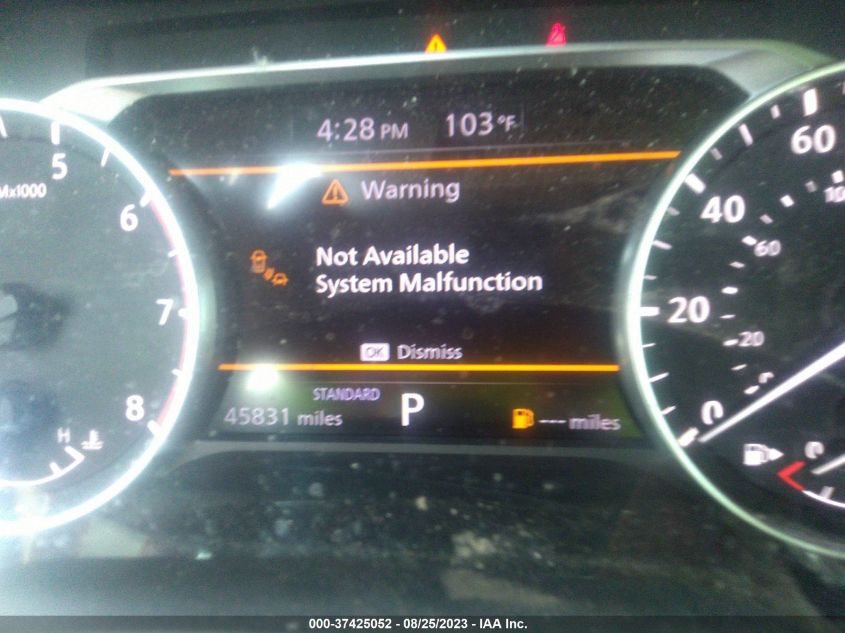 4:28 PM 103°F
Warning
Not Available
System Malfunction
OK Dismiss
STANDARD
45831 miles P --- miles
5
Mx1000
6
7
8
H
60
40
60
20
20
0
000-37425052 - 08/25/2023 - IAA Inc.